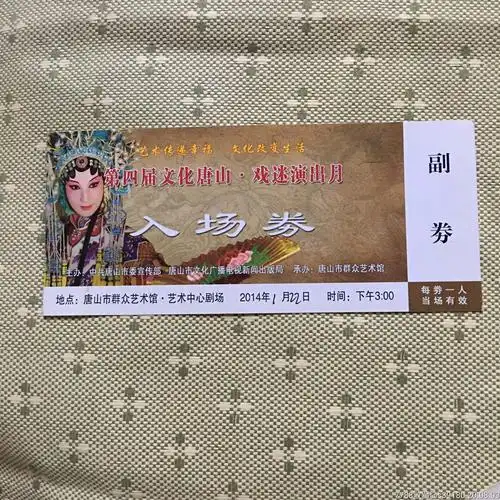 艺术传递幸福 文化改变生活
第四届文化唐山·戏迷演出月
入场券
主办：中共唐山市委宣传部 唐山市文化广播电视新闻出版局 承办：唐山市群众艺术馆
地点：唐山市群众艺术馆·艺术中心剧场 2014年1月22日 时间：下午3:00
副券
每券一人
当场有效